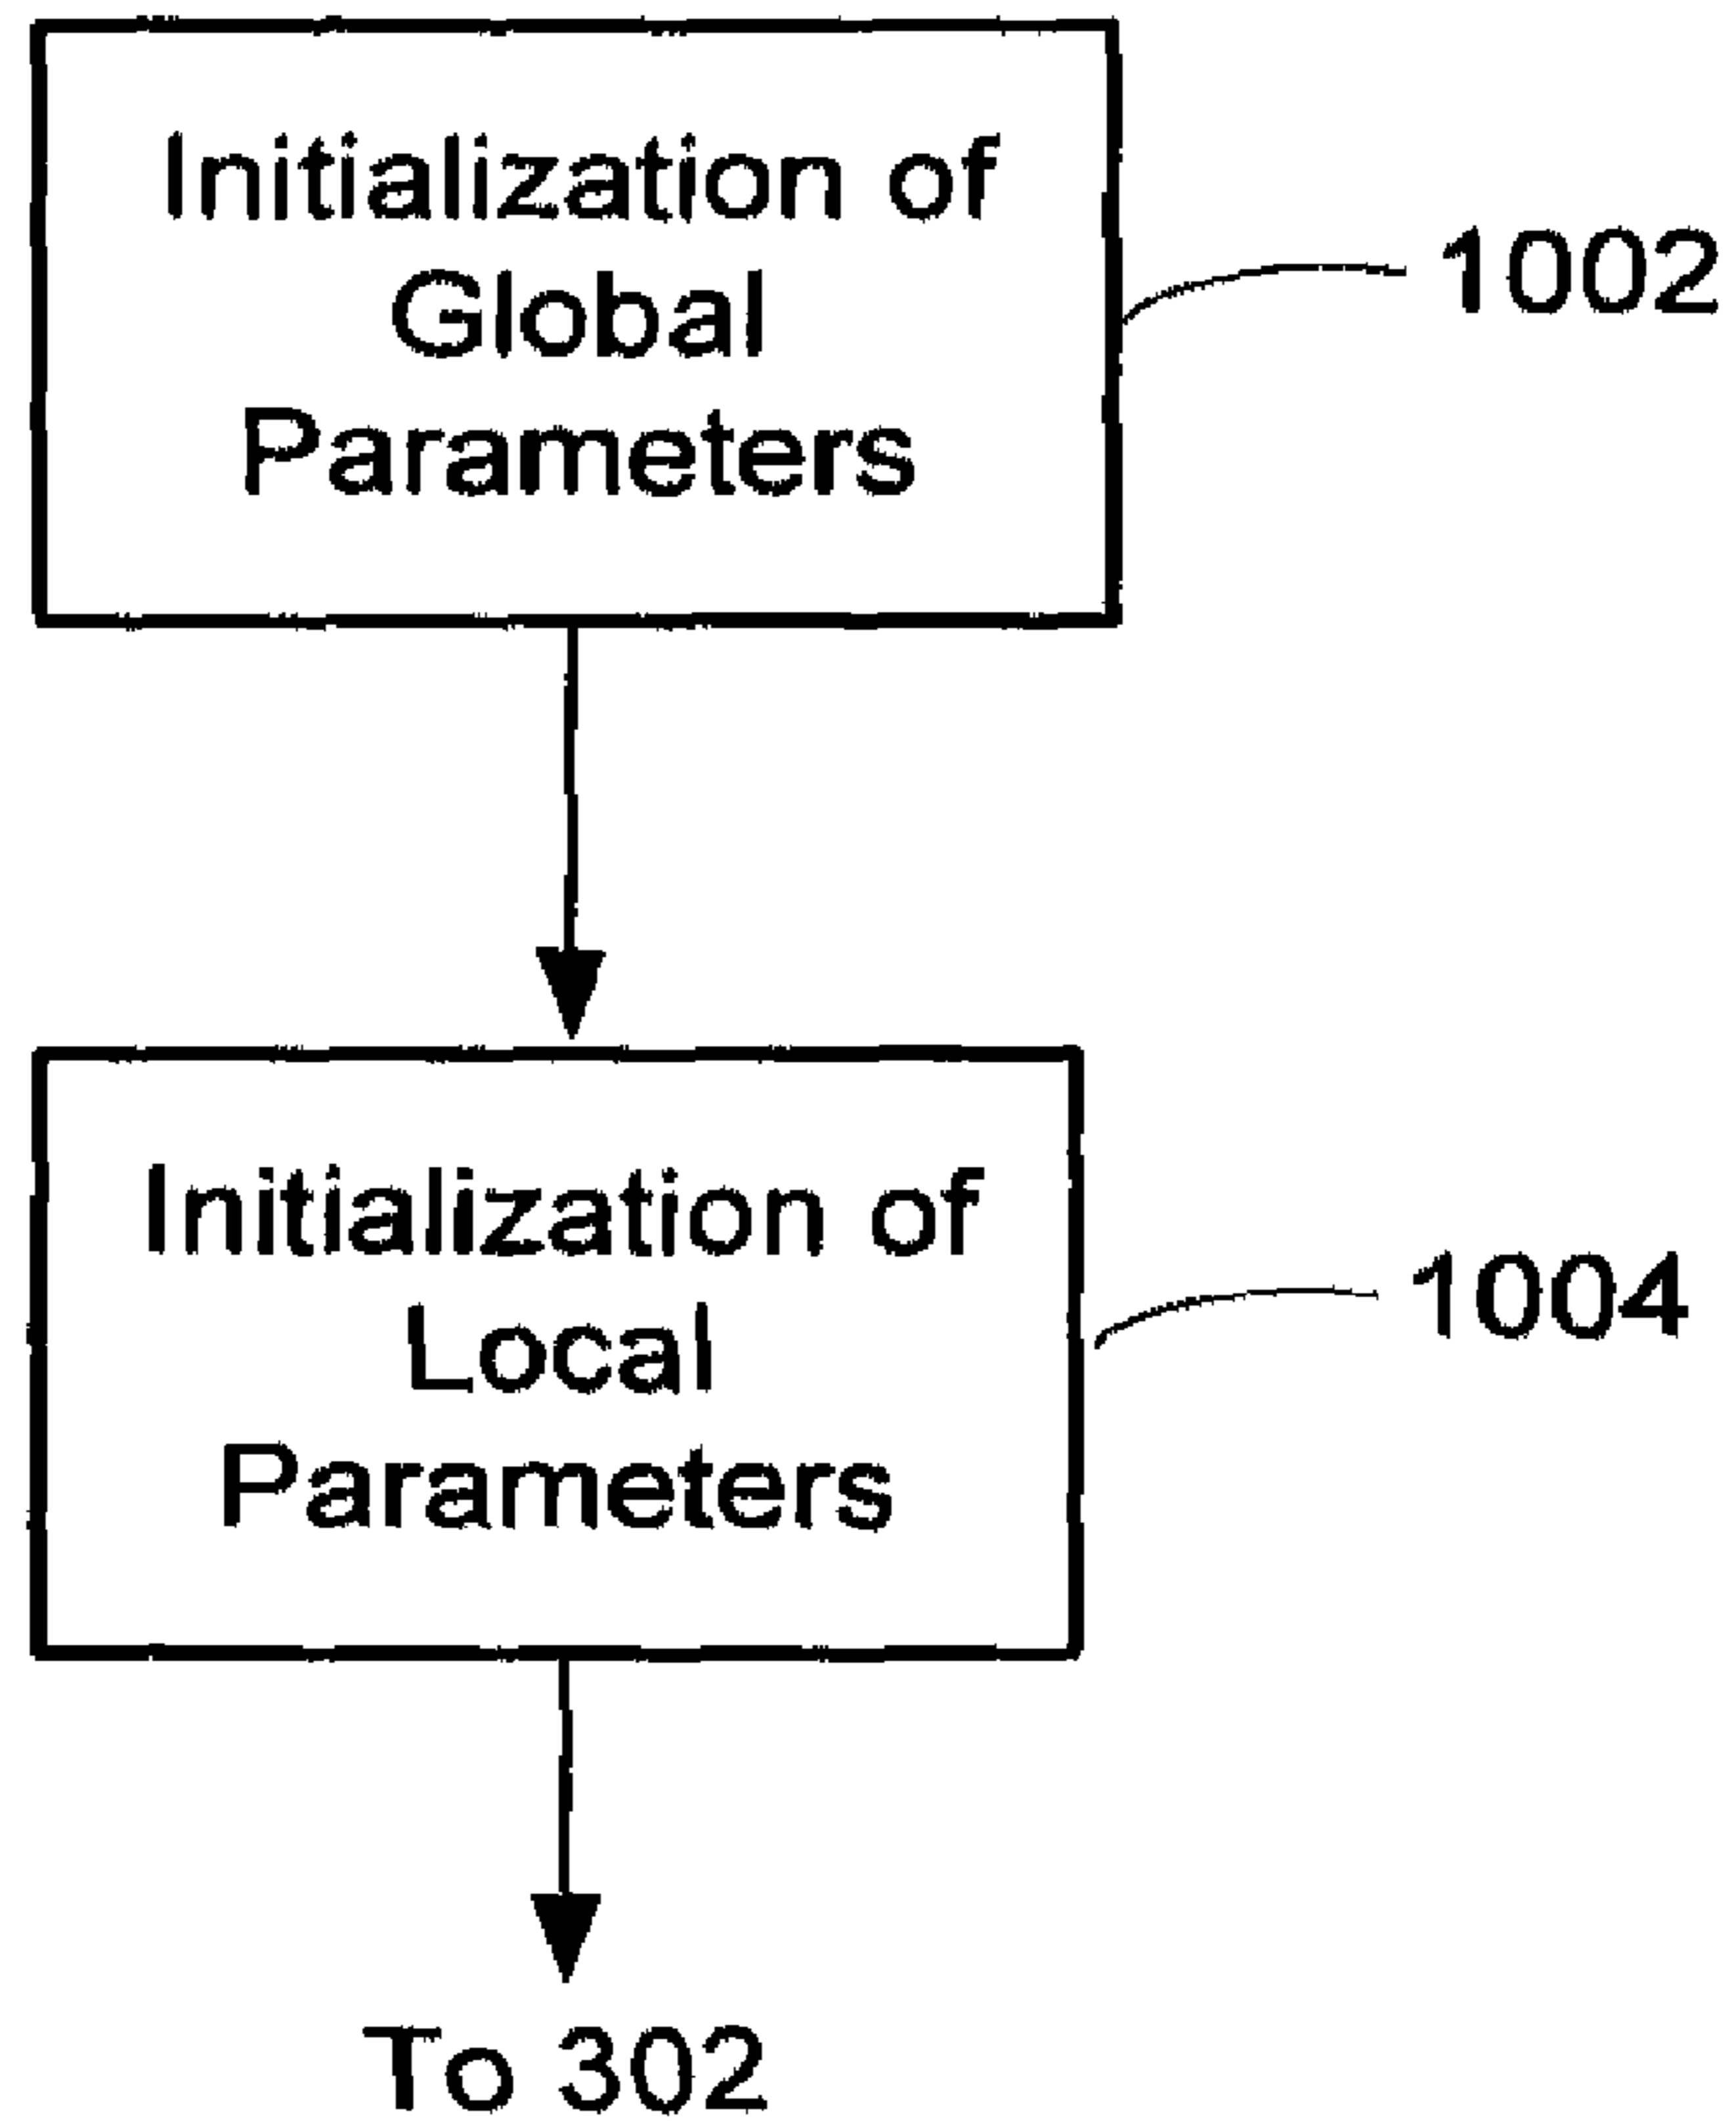 Initialization of
Global
Parameters
1002
Initialization of
Local
Parameters
1004
To 302